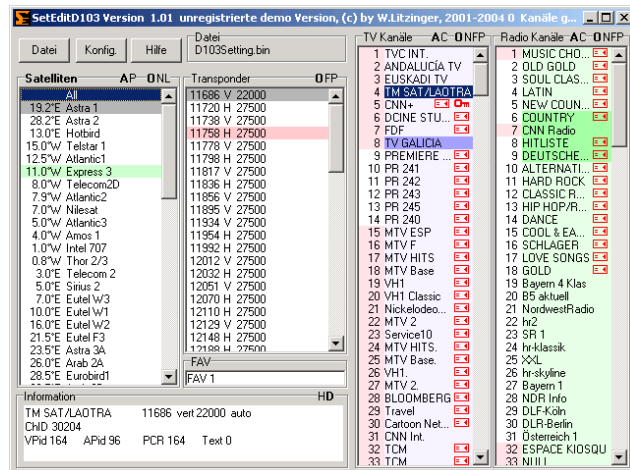 SetEditD103 Version 1.01 unregistrierte demo Version, (c) by W.Litzinger, 2001-2004 0 Kanäle g...
Datei
Konfig.
Hilfe
Datei
D103Setting.bin
Satelliten AP ONL
All
19.2°E Astra 1
28.2°E Astra 2
13.0°E Hotbird
15.0°W Telstar 1
12.5°W Atlantic1
11.0°W Express 3
8.0°W Telecom2D
7.9°W Atlantic2
7.0°W Nilesat
5.0°W Atlantic3
4.0°W Amos 1
1.0°W Intel 707
0.8°W Thor 2/3
3.0°E Telecom 2
5.0°E Sirius 2
7.0°E Eutel W3
10.0°E Eutel W1
16.0°E Eutel W2
21.5°E Eutel F3
23.5°E Astra 3A
26.0°E Arab 2A
28.5°E Eurobird1
Transponder OFP
11686 V 22000
11720 H 27500
11738 V 27500
11758 H 27500
11778 V 27500
11798 H 27500
11817 V 27500
11836 H 27500
11856 V 27500
11876 H 27500
11895 V 27500
11934 V 27500
11954 H 27500
11992 H 27500
12012 V 27500
12032 H 27500
12051 V 27500
12070 H 27500
12110 H 27500
12129 V 27500
12148 H 27500
12188 H 27500
FAV
FAV 1
TV Kanäle AC ONFP
1 TVC INT.
2 ANDALUCÍA TV
3 EUSKADI TV
4 TM SAT/LAOTRA
5 CNN+
6 DCINE STU...
7 FDF
8 TV GALICIA
9 PREMIERE ...
10 PR 241
11 PR 242
12 PR 243
13 PR 245
14 PR 240
15 MTV ESP
16 MTV F
17 MTV HITS
18 MTV Base
19 VH1
20 VH1 Classic
21 Nickelodeo...
22 MTV 2
23 Service10
24 MTV HITS.
25 MTV Base.
26 VH1.
27 MTV 2.
28 BLOOMBERG
29 Travel
30 Cartoon Net...
31 CNN Int.
32 TCM
33 TCM
Radio Kanäle AC ONFP
1 MUSIC CHO...
2 OLD GOLD
3 SOUL CLAS...
4 LATIN
5 NEW COUN...
6 COUNTRY
7 CNN Radio
8 HITLISTE
9 DEUTSCHE...
10 ALTERNATI...
11 HARD ROCK
12 CLASSIC R...
13 HIP HOP/R...
14 DANCE
15 COOL & EA...
16 SCHLAGER
17 LOVE SONGS
18 GOLD
19 Bayern 4 Klas
20 B5 aktuell
21 NordwestRadio
22 hr2
23 SR 1
24 hr-klassik
25 XXL
26 hr-skyline
27 Bayern 1
28 NDR Info
29 DLF-Köln
30 DLR-Berlin
31 Österreich 1
32 ESPACE KIOSQU
33 NULL
Information HD
TM SAT/LAOTRA 11686 vert 22000 auto
ChID 30204
VPid 164 APid 96 PCR 164 Text 0